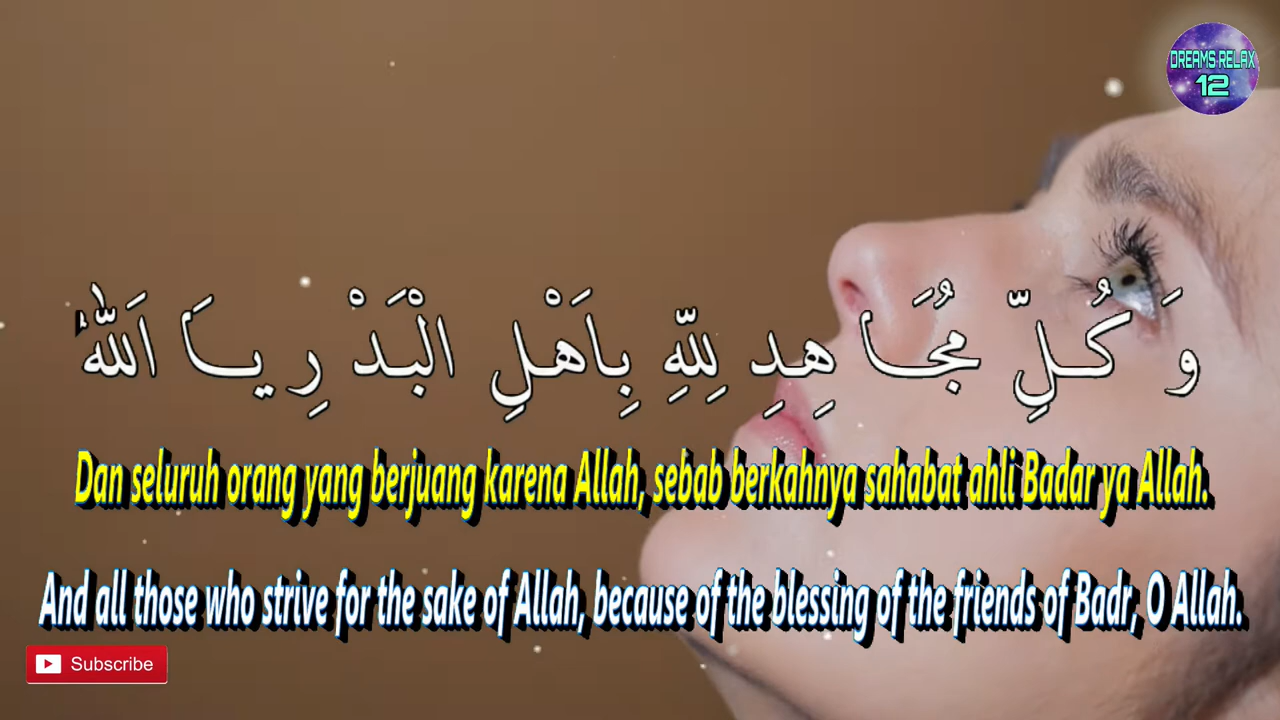 DREAMS RELAX
12
وَ كُلِّ مُجَاهِدِ لِلّٰهِ بِاَهْلِ الْبَدْرِ يَا اَللّٰهُ
Dan seluruh orang yang berjuang karena Allah, sebab berkahnya sahabat ahli Badar ya Allah.
And all those who strive for the sake of Allah, because of the blessing of the friends of Badr, O Allah.
Subscribe